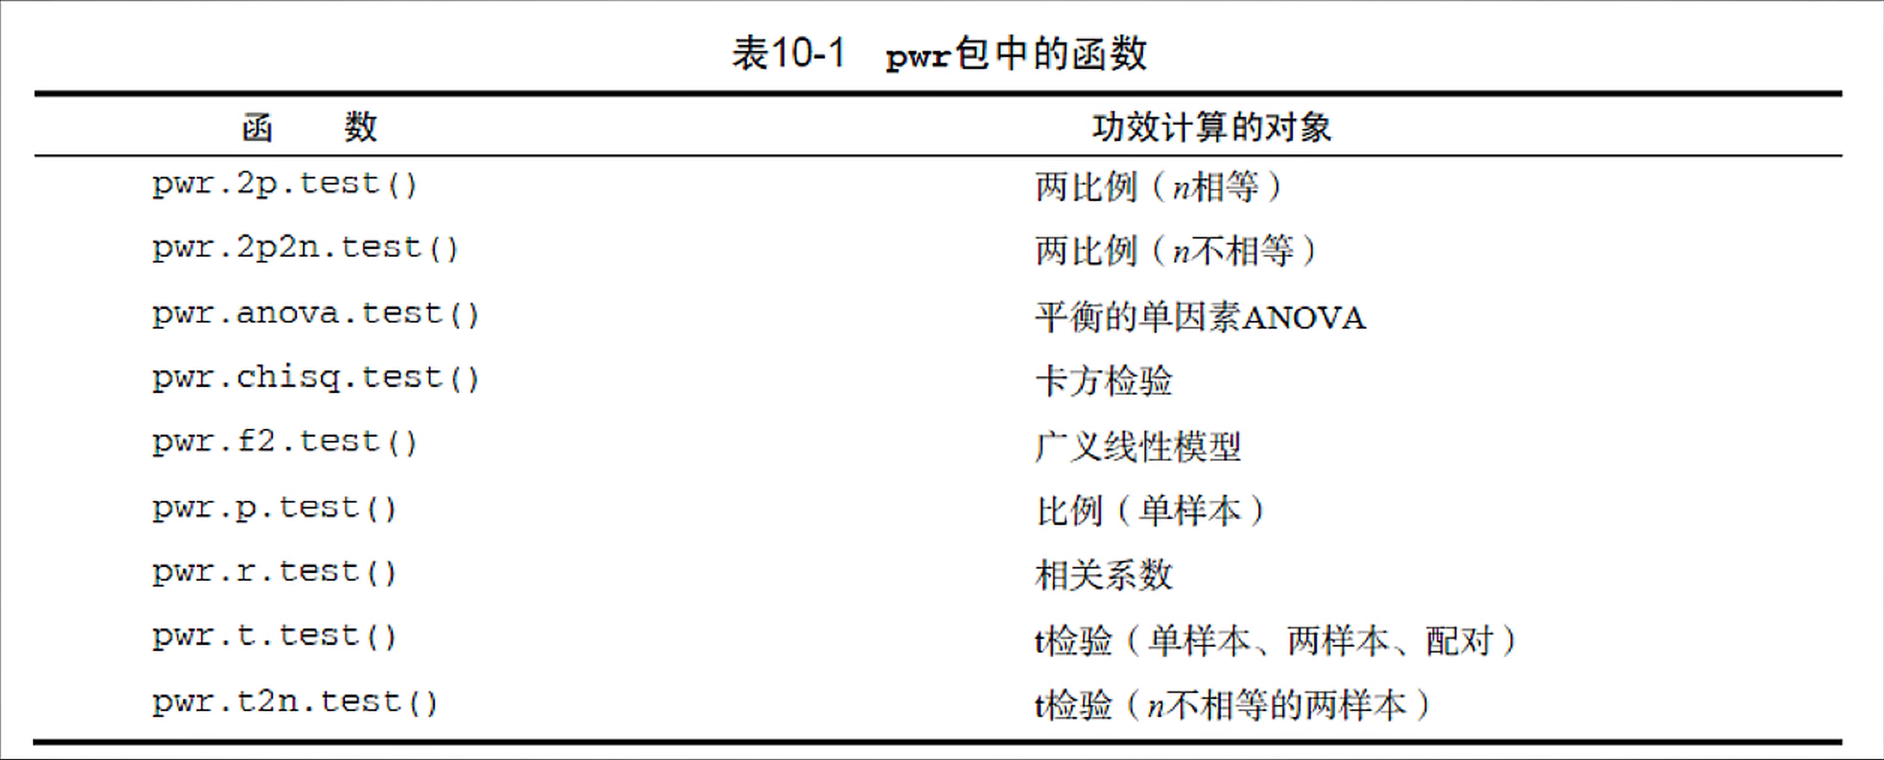 表10-1 pwr包中的函数
函 数 功效计算的对象
pwr.2p.test() 两比例（n相等）
pwr.2p2n.test() 两比例（n不相等）
pwr.anova.test() 平衡的单因素ANOVA
pwr.chisq.test() 卡方检验
pwr.f2.test() 广义线性模型
pwr.p.test() 比例（单样本）
pwr.r.test() 相关系数
pwr.t.test() t检验（单样本、两样本、配对）
pwr.t2n.test() t检验（n不相等的两样本）